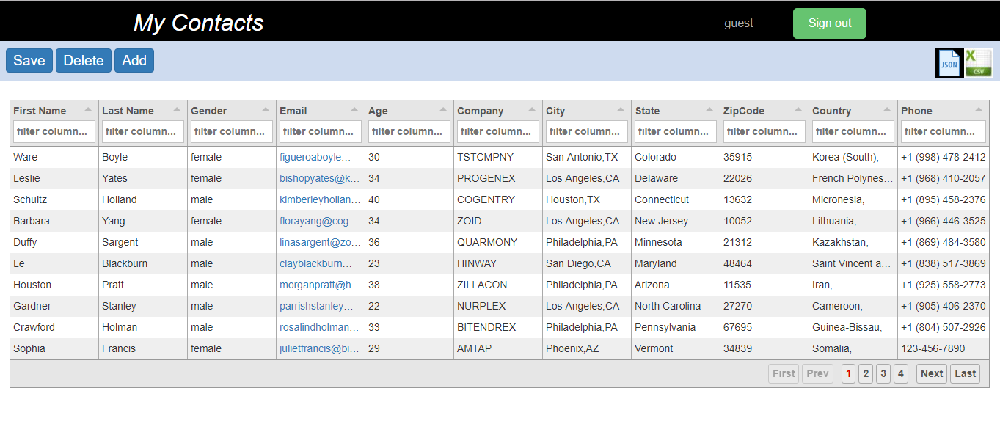 My Contacts guest Sign out
Save Delete Add JSON X CSV
First Name Last Name Gender Email Age Company City State ZipCode Country Phone
filter column... filter column... filter column... filter column... filter column... filter column... filter column... filter column... filter column... filter column... filter column...
Ware Boyle female figueroaboyle... 30 TSTCMPNY San Antonio,TX Colorado 35915 Korea (South), +1 (998) 478-2412
Leslie Yates female bishopyates@k... 34 PROGENEX Los Angeles,CA Delaware 22026 French Polynes... +1 (968) 410-2057
Schultz Holland male kimberleyhollan... 40 COGENTRY Houston,TX Connecticut 13632 Micronesia, +1 (895) 458-2376
Barbara Yang female florayang@cog... 34 ZOID Los Angeles,CA New Jersey 10052 Lithuania, +1 (966) 446-3525
Duffy Sargent male linasargent@zo... 36 QUARMONY Philadelphia,PA Minnesota 21312 Kazakhstan, +1 (869) 484-3580
Le Blackburn male clayblackburn... 23 HINWAY San Diego,CA Maryland 48464 Saint Vincent a... +1 (838) 517-3869
Houston Pratt male morganpratt@h... 38 ZILLACON Philadelphia,PA Arizona 11535 Iran, +1 (925) 558-2773
Gardner Stanley male parrishstanley... 22 NURPLEX Los Angeles,CA North Carolina 27270 Cameroon, +1 (905) 406-2370
Crawford Holman male rosalindholman... 33 BITENDREX Philadelphia,PA Pennsylvania 67695 Guinea-Bissau, +1 (804) 507-2926
Sophia Francis female julietfrancis@bi... 29 AMTAP Phoenix,AZ Vermont 34839 Somalia, 123-456-7890
First Prev 1 2 3 4 Next Last